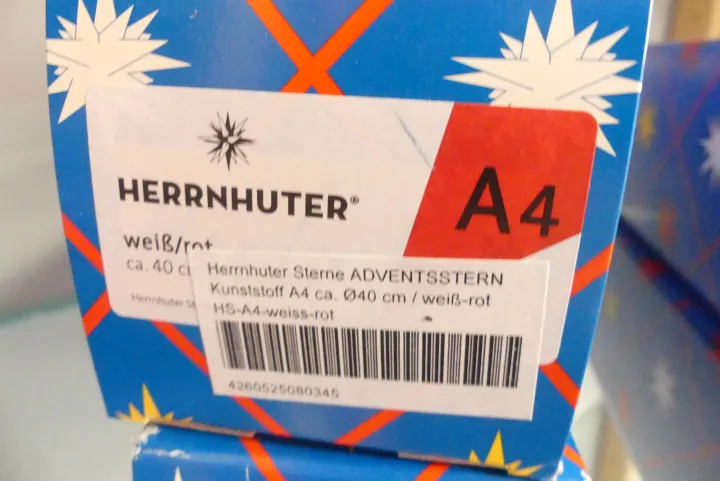 HERRNHUTER®
A4
weiß/rot
ca. 40
Herrnhuter
Herrnhuter Sterne ADVENTSSTERN
Kunststoff A4 ca. Ø40 cm / weiß-rot
HS-A4-weiss-rot
4260525080345